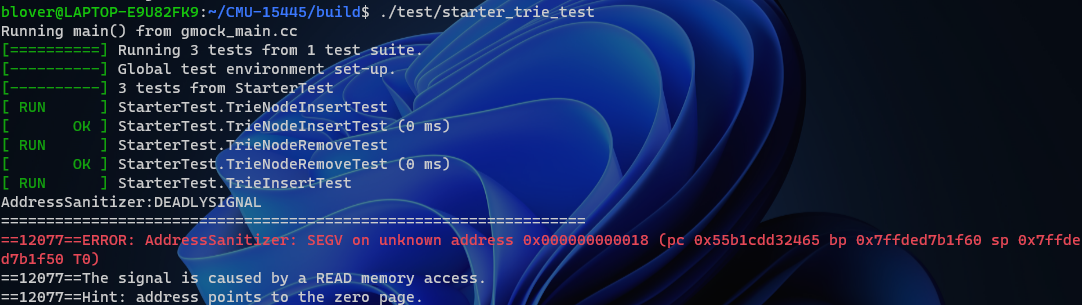 blover@LAPTOP-E9U82FK9:~/CMU-15445/build$ ./test/starter_trie_test
Running main() from gmock_main.cc
[==========] Running 3 tests from 1 test suite.
[----------] Global test environment set-up.
[----------] 3 tests from StarterTest
[ RUN      ] StarterTest.TrieNodeInsertTest
[       OK ] StarterTest.TrieNodeInsertTest (0 ms)
[ RUN      ] StarterTest.TrieNodeRemoveTest
[       OK ] StarterTest.TrieNodeRemoveTest (0 ms)
[ RUN      ] StarterTest.TrieInsertTest
AddressSanitizer:DEADLYSIGNAL
=================================================================
==12077==ERROR: AddressSanitizer: SEGV on unknown address 0x000000000018 (pc 0x55b1cdd32465 bp 0x7ffded7b1f60 sp 0x7ffde
d7b1f50 T0)
==12077==The signal is caused by a READ memory access.
==12077==Hint: address points to the zero page.